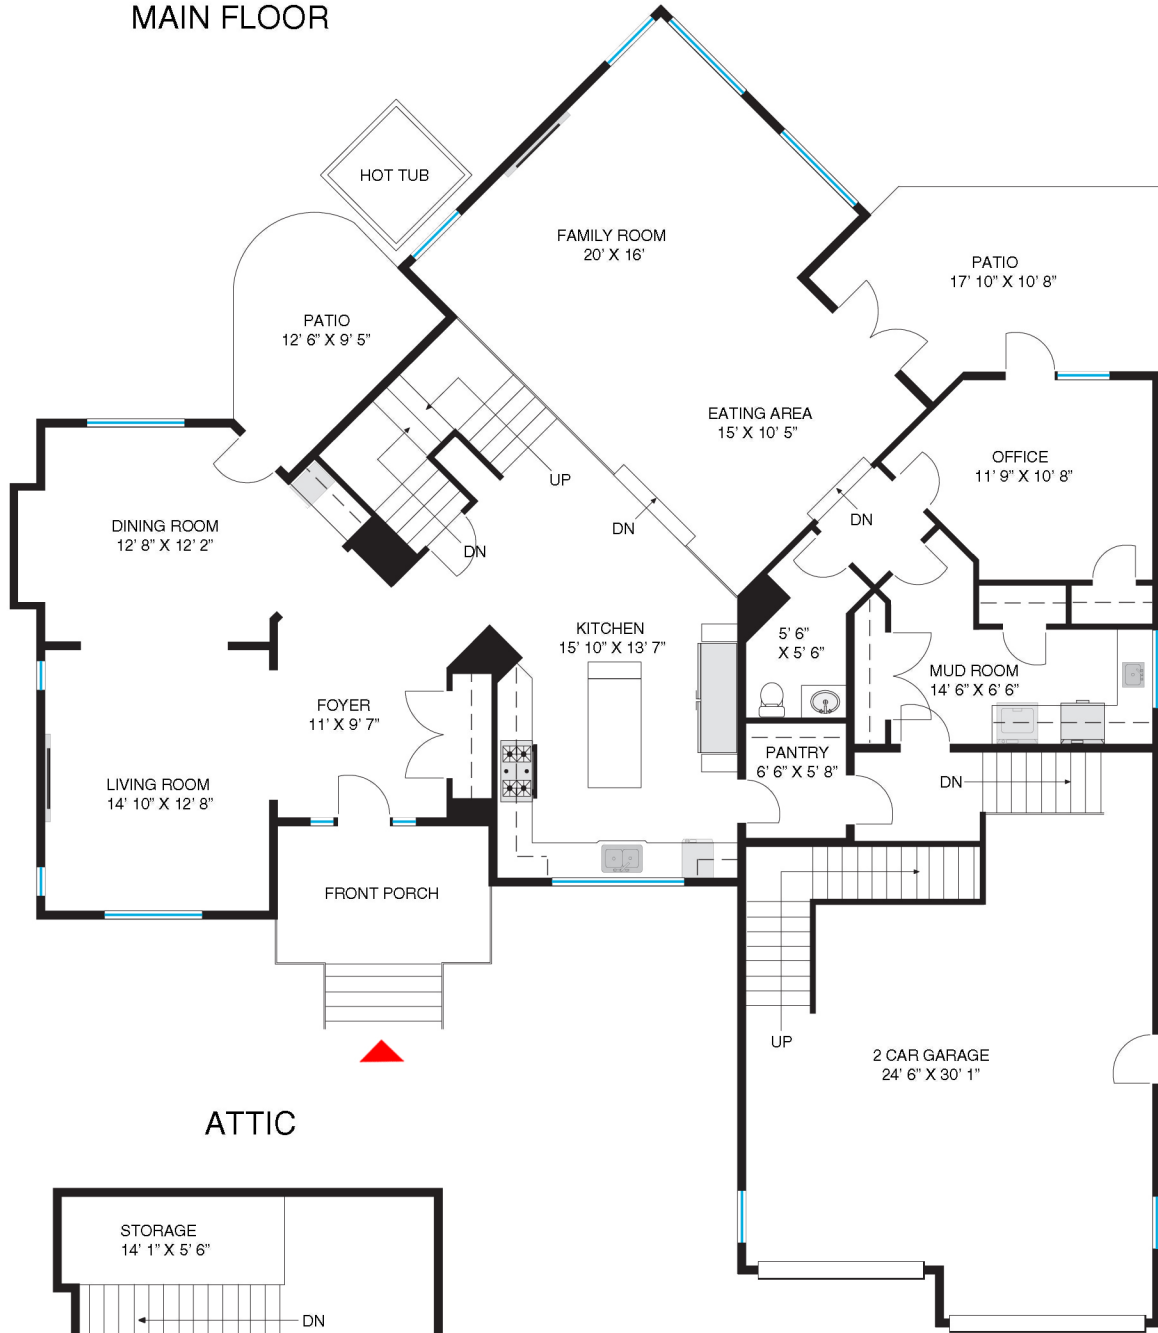 MAIN FLOOR
HOT TUB
FAMILY ROOM
20' X 16'
PATIO
17' 10" X 10' 8"
PATIO
12' 6" X 9' 5"
EATING AREA
15' X 10' 5"
OFFICE
11' 9" X 10' 8"
UP
DINING ROOM
12' 8" X 12' 2"
DN
DN
DN
KITCHEN
15' 10" X 13' 7"
5' 6"
X 5' 6"
MUD ROOM
14' 6" X 6' 6"
FOYER
11' X 9' 7"
PANTRY
6' 6" X 5' 8"
LIVING ROOM
14' 10" X 12' 8"
DN
FRONT PORCH
UP
2 CAR GARAGE
24' 6" X 30' 1"
ATTIC
STORAGE
14' 1" X 5' 6"
DN